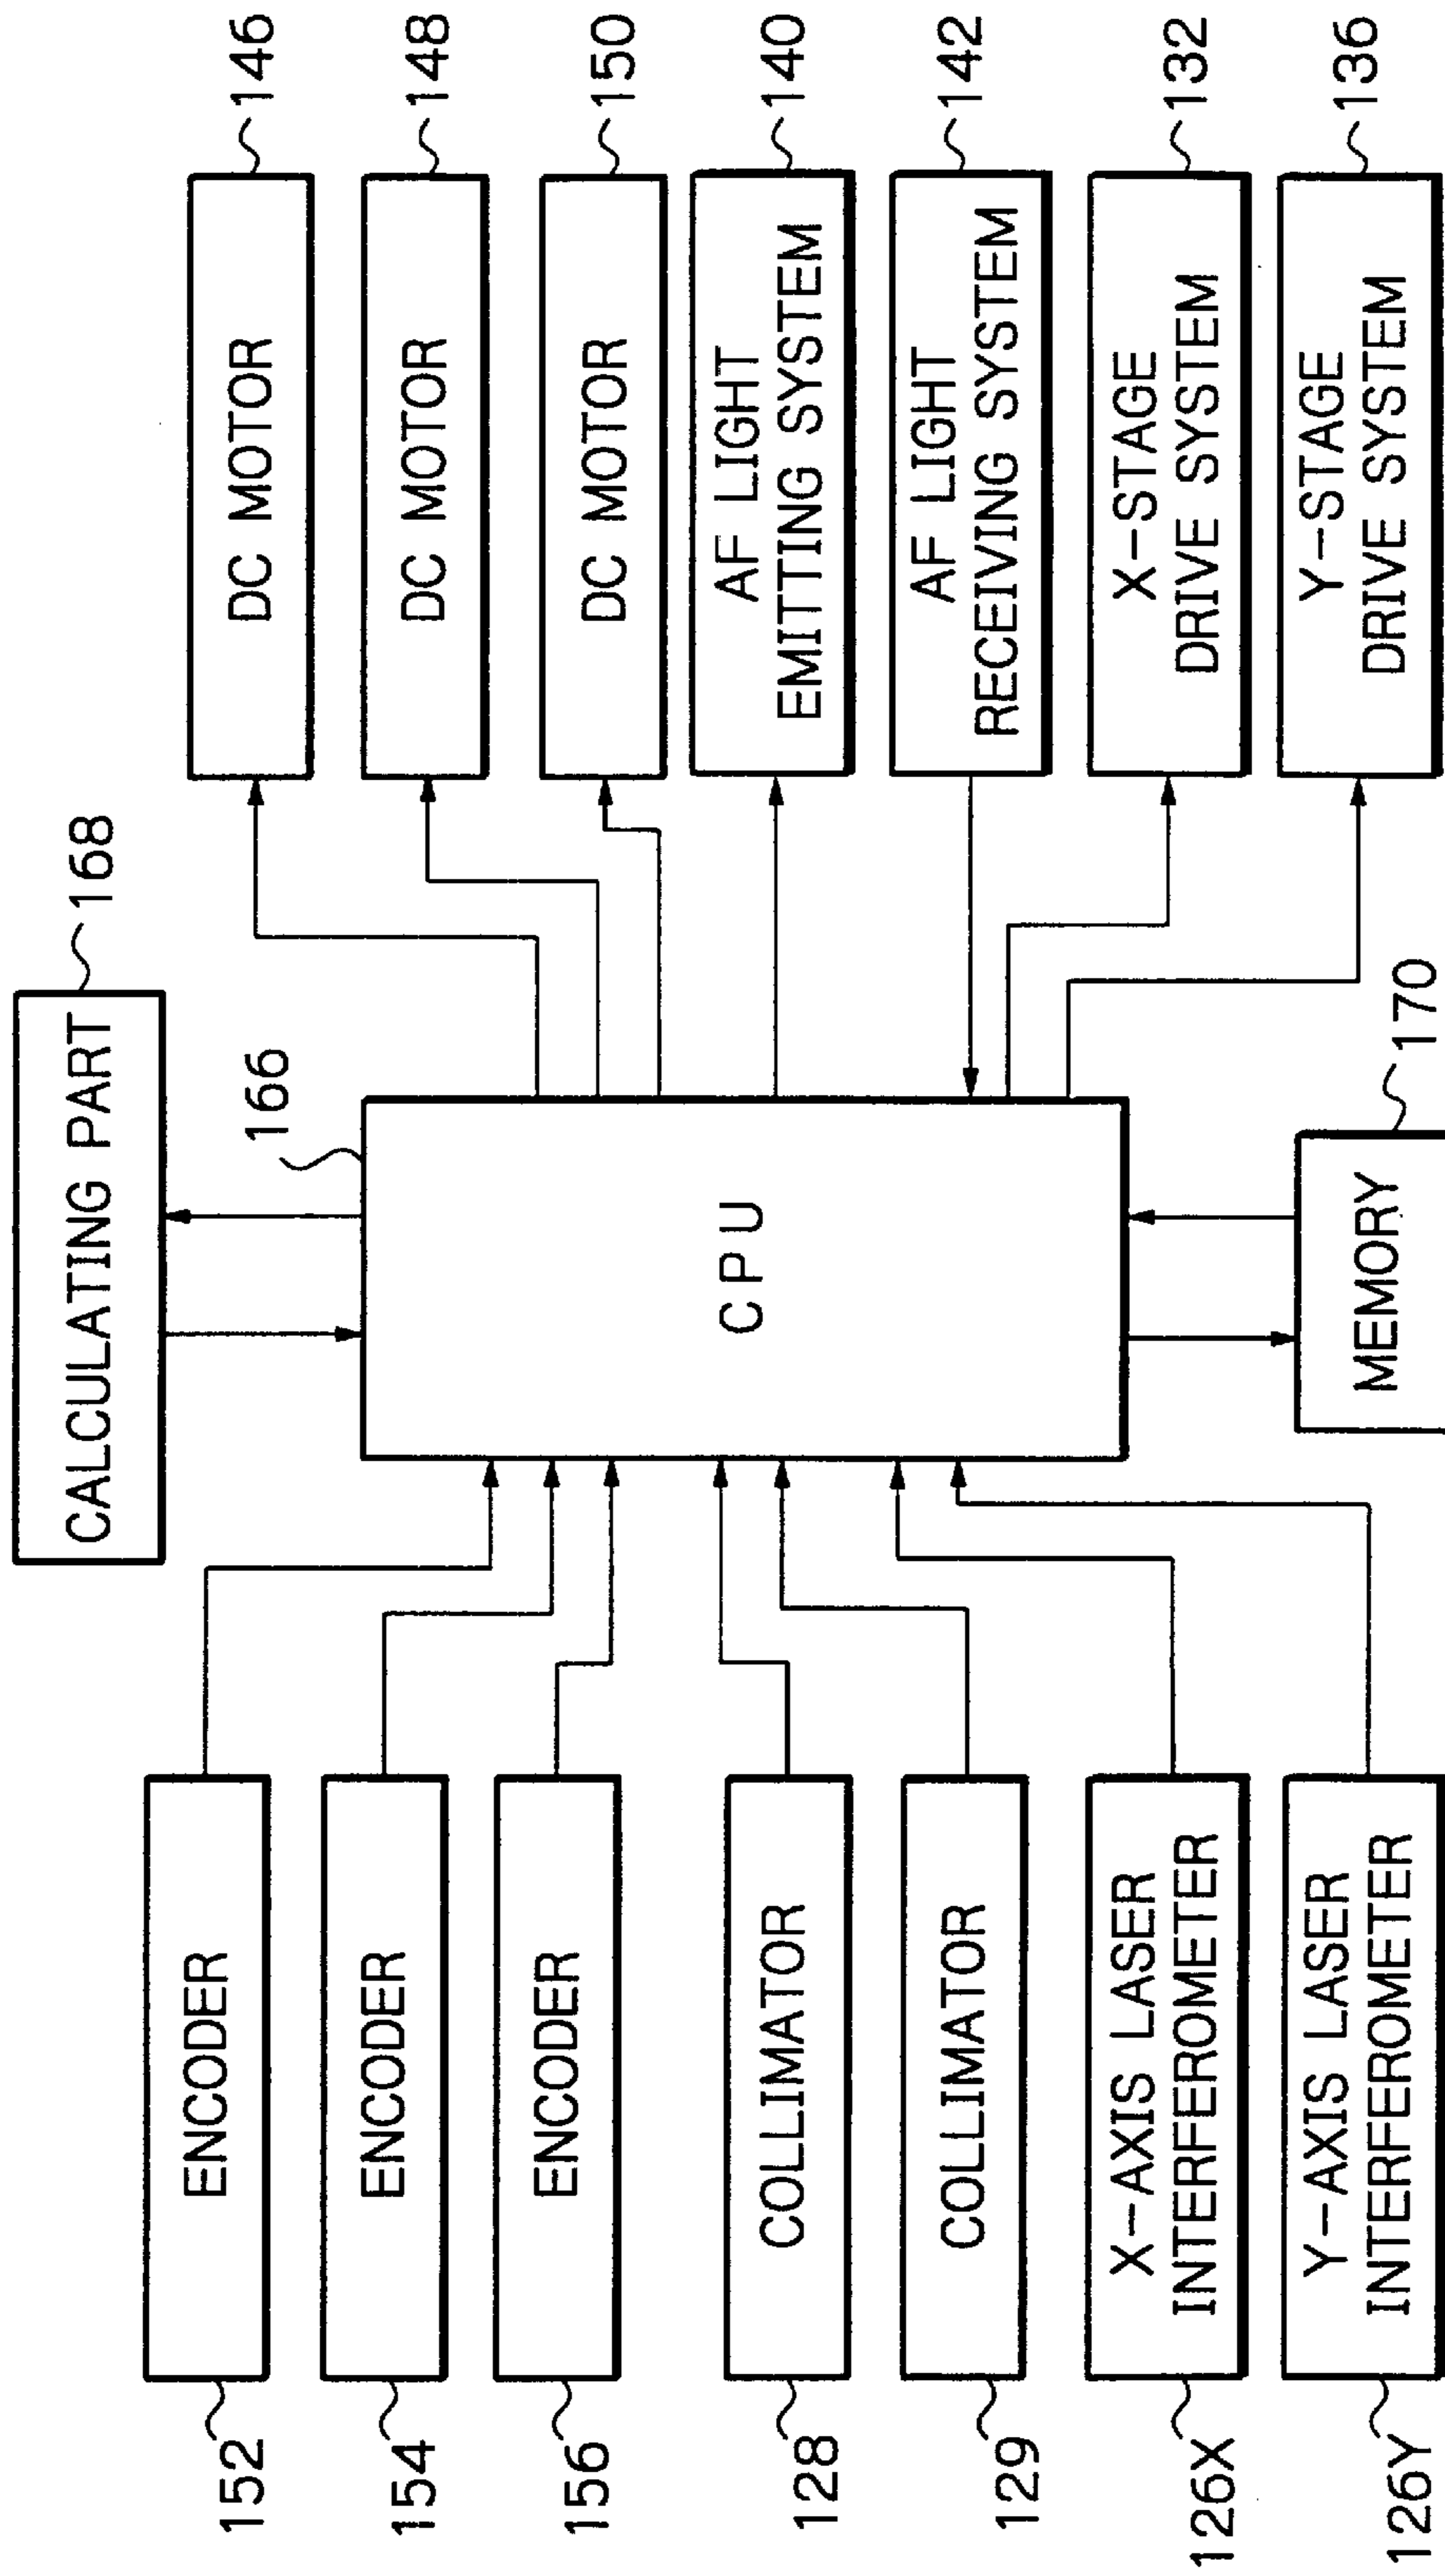 CALCULATING PART
168
166
CPU
MEMORY
170
152
ENCODER
154
ENCODER
156
ENCODER
128
COLLIMATOR
129
COLLIMATOR
126X
X-AXIS LASER
INTERFEROMETER
126Y
Y-AXIS LASER
INTERFEROMETER
DC MOTOR
146
DC MOTOR
148
DC MOTOR
150
AF LIGHT
EMITTING SYSTEM
140
AF LIGHT
RECEIVING SYSTEM
142
X-STAGE
DRIVE SYSTEM
132
Y-STAGE
DRIVE SYSTEM
136